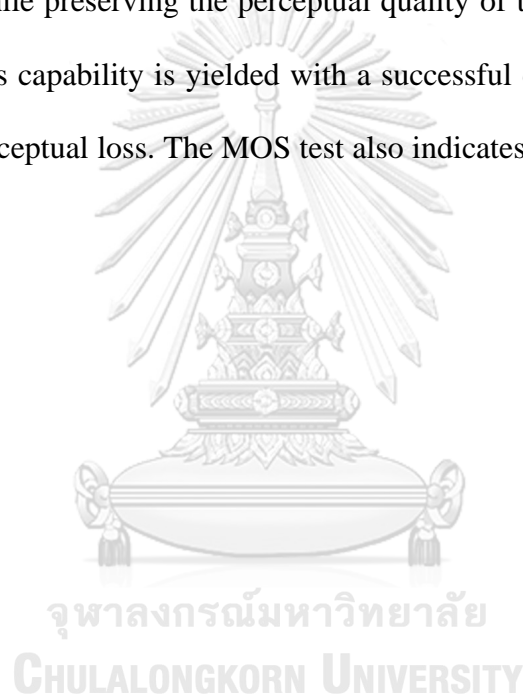 while preserving the perceptual quality of t
s capability is yielded with a successful
ceptual loss. The MOS test also indicates
จุฬาลงกรณ์มหาวิทยาลัย
CHULALONGKORN UNIVERSITY